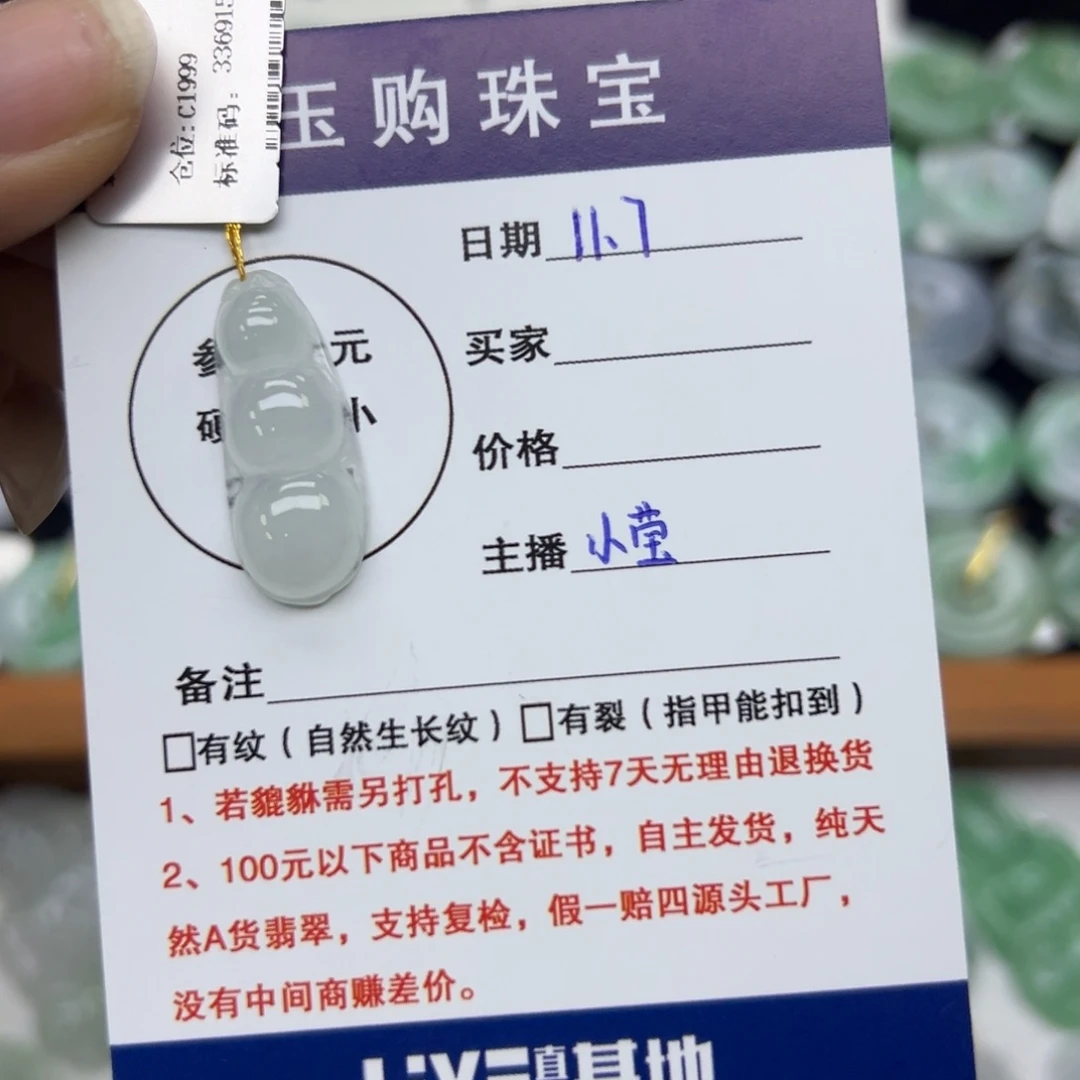 仓位:C1999
标准码: 336915
玉购珠宝
日期 11、7
元
小
买家
价格
主播 小莹
备注
□有纹(自然生长纹) □有裂(指甲能扣到)
1、若貔貅需另打孔,不支持7天无理由退换货
2、100元以下商品不含证书,自主发货,纯天
然A货翡翠,支持复检,假一赔四源头工厂,
没有中间商赚差价。
基地